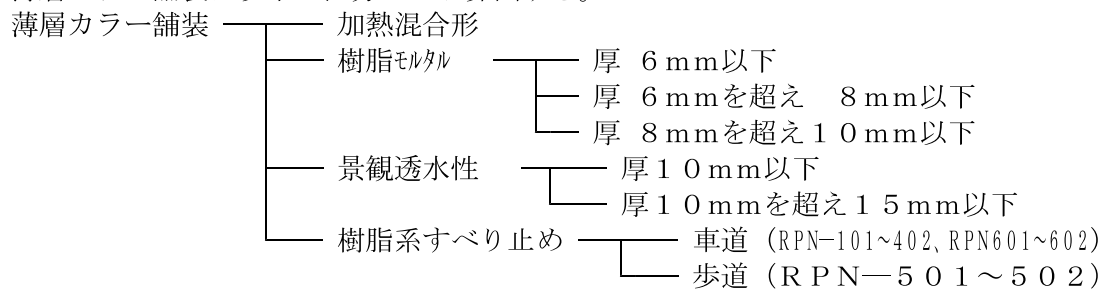 薄層カラー舗装 加熱混合形
樹脂ﾓﾙﾀﾙ 厚 6mm以下
厚 6mmを超え 8mm以下
厚 8mmを超え10mm以下
景観透水性 厚10mm以下
厚10mmを超え15mm以下
樹脂系すべり止め 車道(RPN―101~402、RPN601~602)
歩道(RPN―501~502)